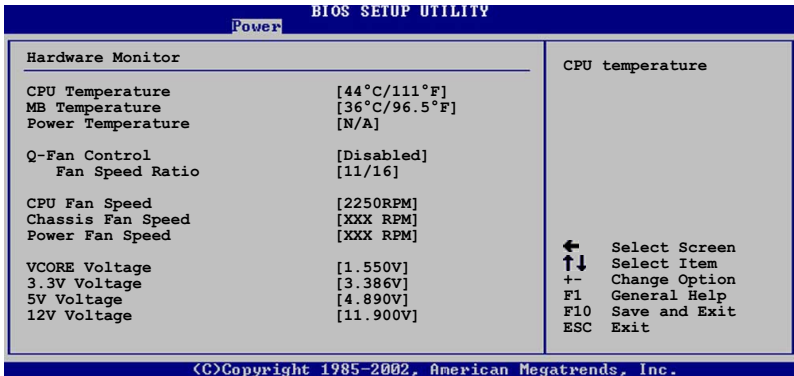 BIOS SETUP UTILITY
Power
Hardware Monitor
CPU Temperature [44°C/111°F]
MB Temperature [36°C/96.5°F]
Power Temperature [N/A]
Q-Fan Control [Disabled]
Fan Speed Ratio [11/16]
CPU Fan Speed [2250RPM]
Chassis Fan Speed [XXX RPM]
Power Fan Speed [XXX RPM]
VCORE Voltage [1.550V]
3.3V Voltage [3.386V]
5V Voltage [4.890V]
12V Voltage [11.900V]
CPU temperature
← Select Screen
↑↓ Select Item
+- Change Option
F1 General Help
F10 Save and Exit
ESC Exit
(C)Copyright 1985-2002, American Megatrends, Inc.